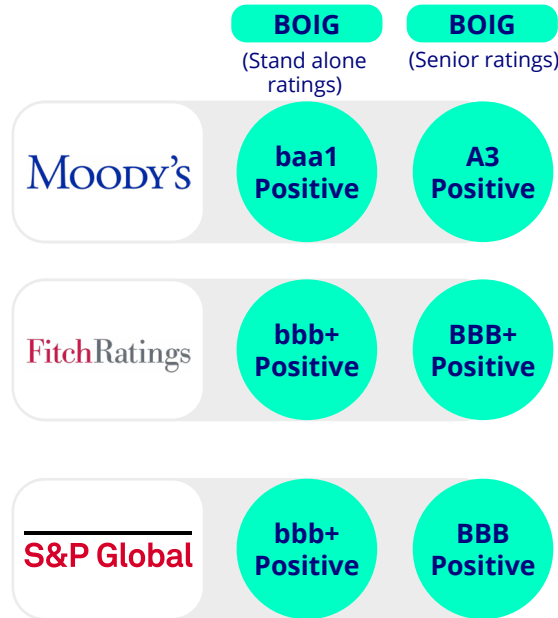 BOIG
BOIG
(Stand alone
ratings)
(Senior ratings)
MOODY'S
baa1
Positive
A3
Positive
FitchRatings
bbb+
Positive
BBB+
Positive
S&P Global
bbb+
Positive
BBB
Positive